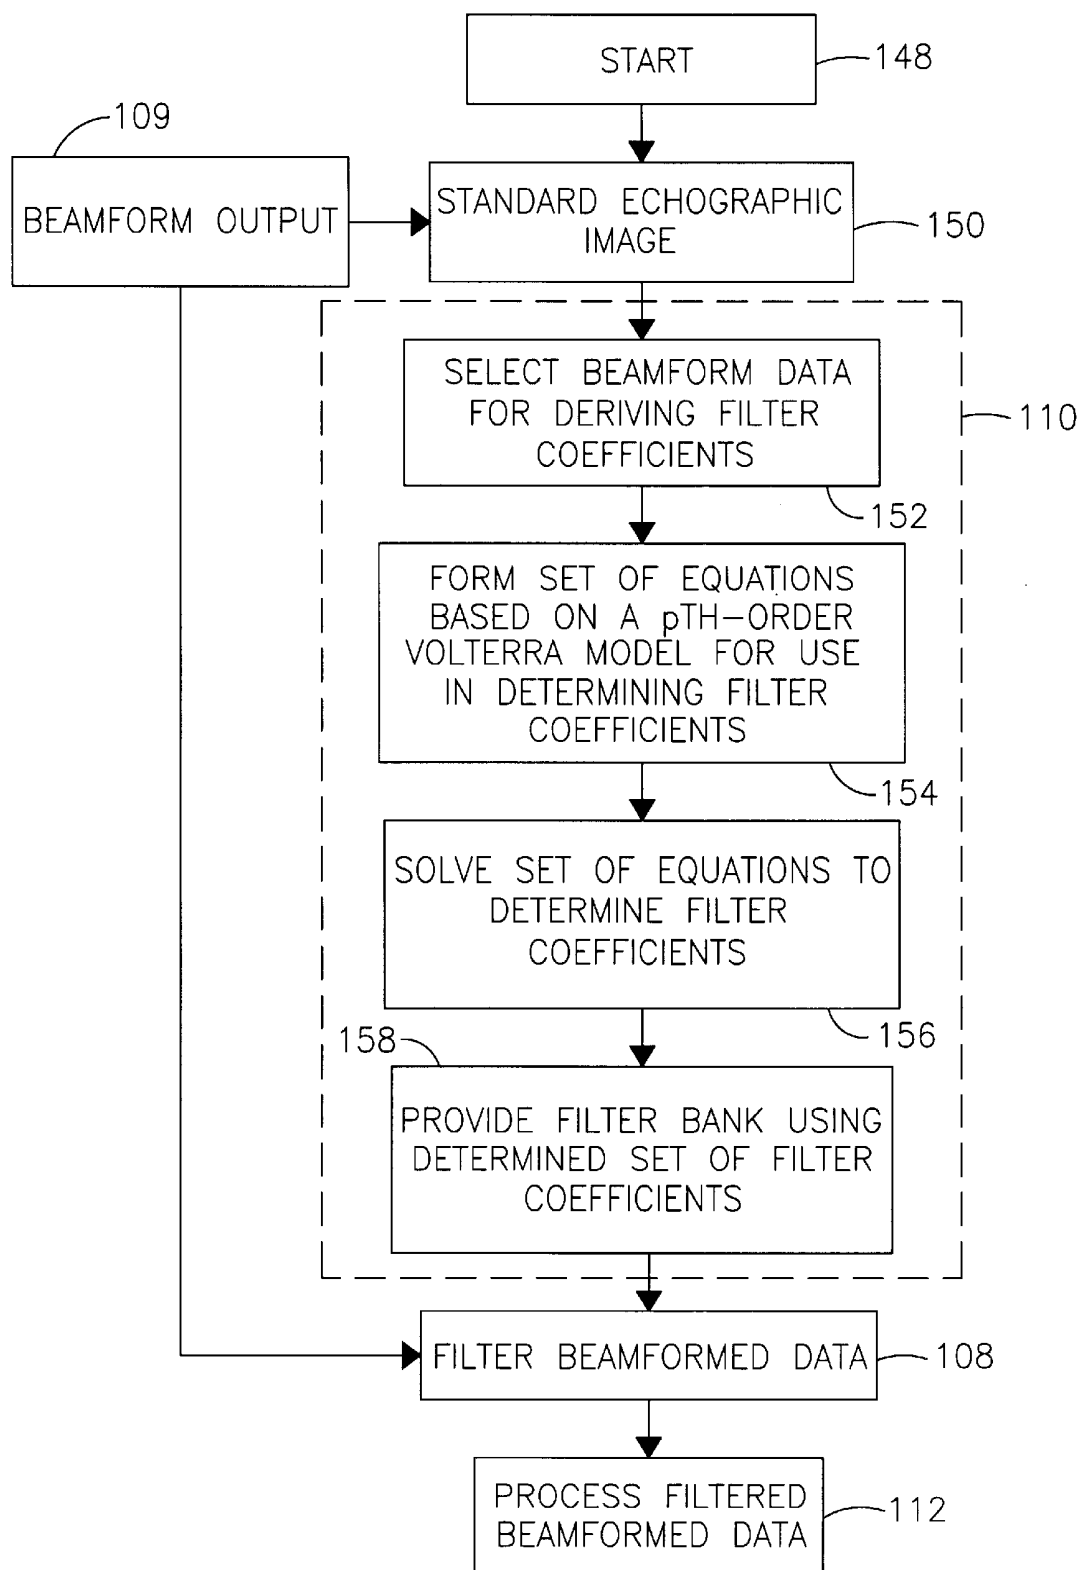 START
148
109
BEAMFORM OUTPUT
STANDARD ECHOGRAPHIC
IMAGE
150
SELECT BEAMFORM DATA
FOR DERIVING FILTER
COEFFICIENTS
110
152
FORM SET OF EQUATIONS
BASED ON A pTH-ORDER
VOLTERRA MODEL FOR USE
IN DETERMINING FILTER
COEFFICIENTS
154
SOLVE SET OF EQUATIONS TO
DETERMINE FILTER
COEFFICIENTS
156
158
PROVIDE FILTER BANK USING
DETERMINED SET OF FILTER
COEFFICIENTS
FILTER BEAMFORMED DATA
108
PROCESS FILTERED
BEAMFORMED DATA
112